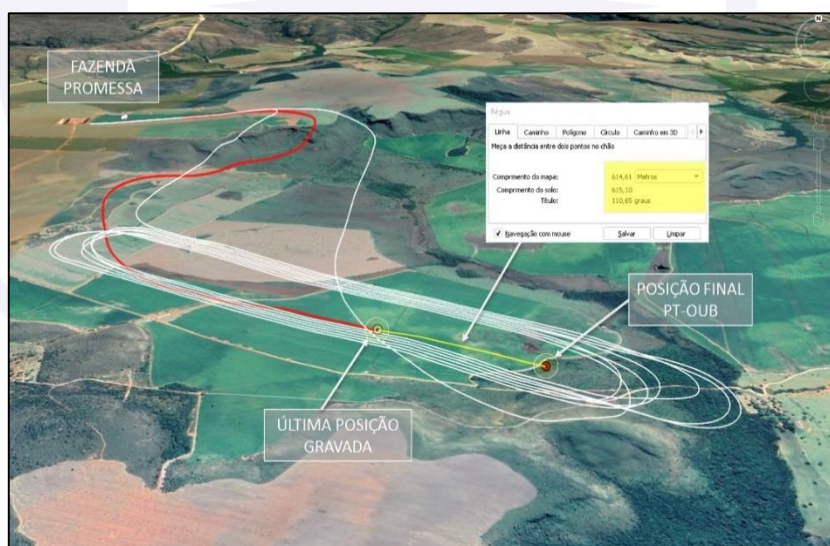 FAZENDA
PROMESSA
Régua
Linha Caminho Polígono Círculo Caminho em 3D
Meça a distância entre dois pontos no chão
Comprimento do mapa: 614,61 Metros
Comprimento do solo: 615,10
Título: 110,65 graus
Navegação com mouse Salvar Limpar
POSIÇÃO FINAL
PT-OUB
ÚLTIMA POSIÇÃO
GRAVADA
N